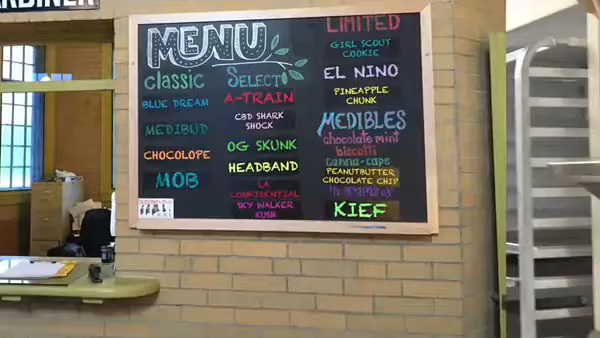 RDINER
MENU
classic
BLUE DREAM
MEDIBUD
CHOCOLOPE
MOB
SELECT
A-TRAIN
CBD SHARK
SHOCK
OG SKUNK
HEADBAND
LA
CONFIDENTIAL
SKY WALKER
KUSH
LIMITED
GIRL SCOUT
COOKIE
EL NINO
PINEAPPLE
CHUNK
MEDIBLES
chocolate mint
biscotti
canna-caps
PEANUTBUTTER
CHOCOLATE CHIP
KIEF